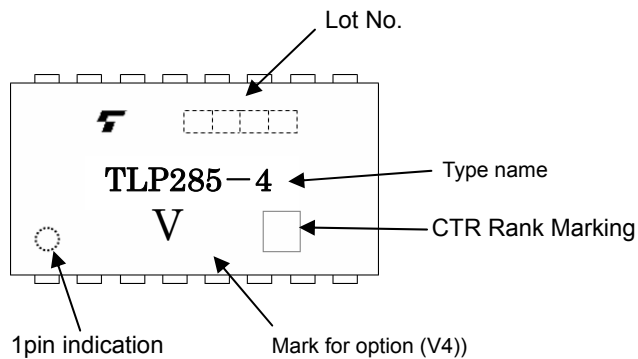 Lot No.
TLP285－4
Type name
V
CTR Rank Marking
1pin indication
Mark for option (V4))